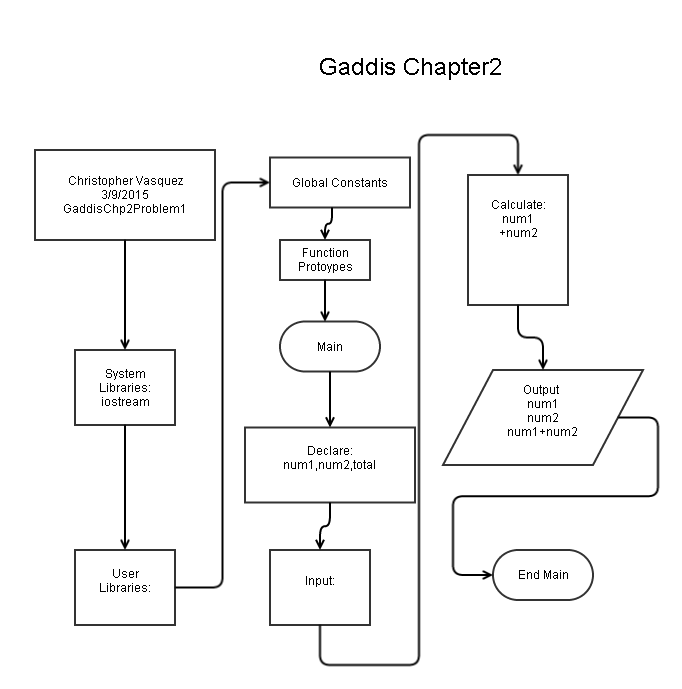 Gaddis Chapter2
Christopher Vasquez
3/9/2015
GaddisChp2Problem1
System
Libraries:
iostream
User
Libraries:
Global Constants
Function
Protoypes
Main
Declare:
num1,num2,total
Input:
Calculate:
num1
+num2
Output
num1
num2
num1+num2
End Main